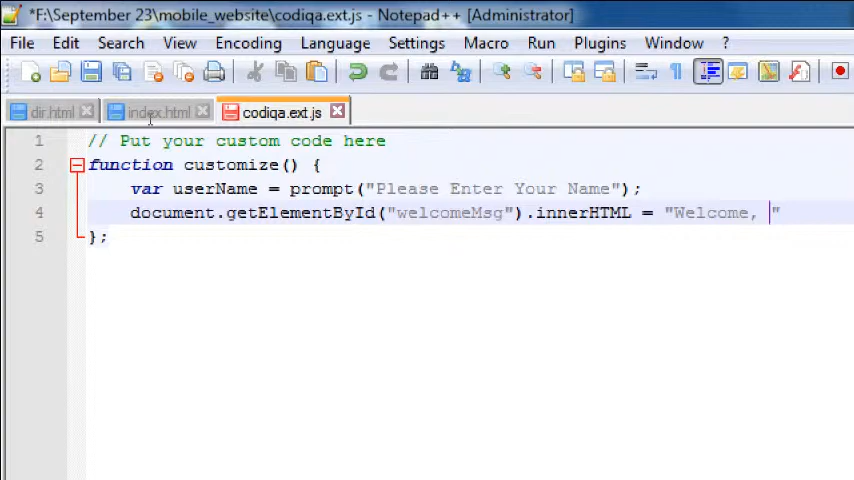 *F:\September 23\mobile_website\codiqa.ext.js - Notepad++ [Administrator]
File Edit Search View Encoding Language Settings Macro Run Plugins Window ?
dir.html index.html codiqa.ext.js
1 // Put your custom code here
2 function customize() {
3 var userName = prompt("Please Enter Your Name");
4 document.getElementById("welcomeMsg").innerHTML = "Welcome, "
5 };